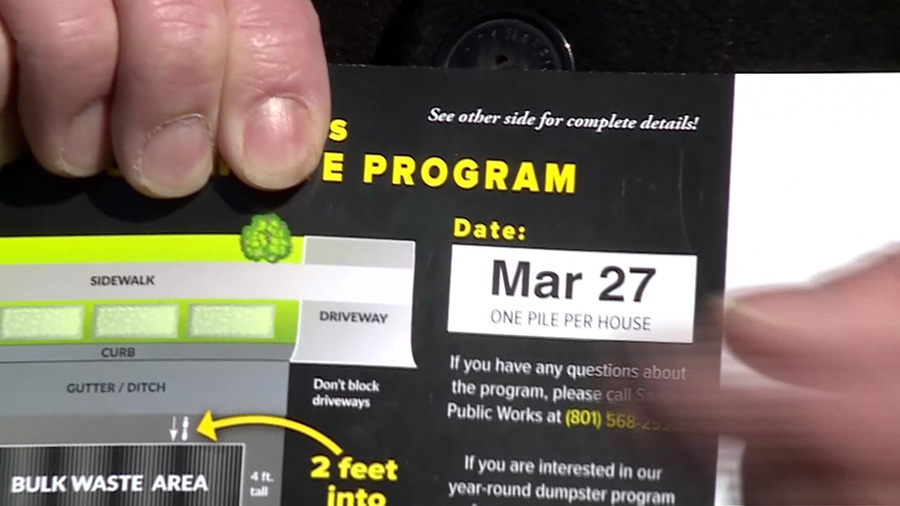 See other side for complete details!
S
E PROGRAM
Date:
Mar 27
ONE PILE PER HOUSE
SIDEWALK
DRIVEWAY
CURB
GUTTER / DITCH
Don't block
driveways
If you have any questions about
the program, please call
Public Works at (801) 568-
2 feet
into
BULK WASTE AREA
4 ft.
tall
If you are interested in our
year-round dumpster program